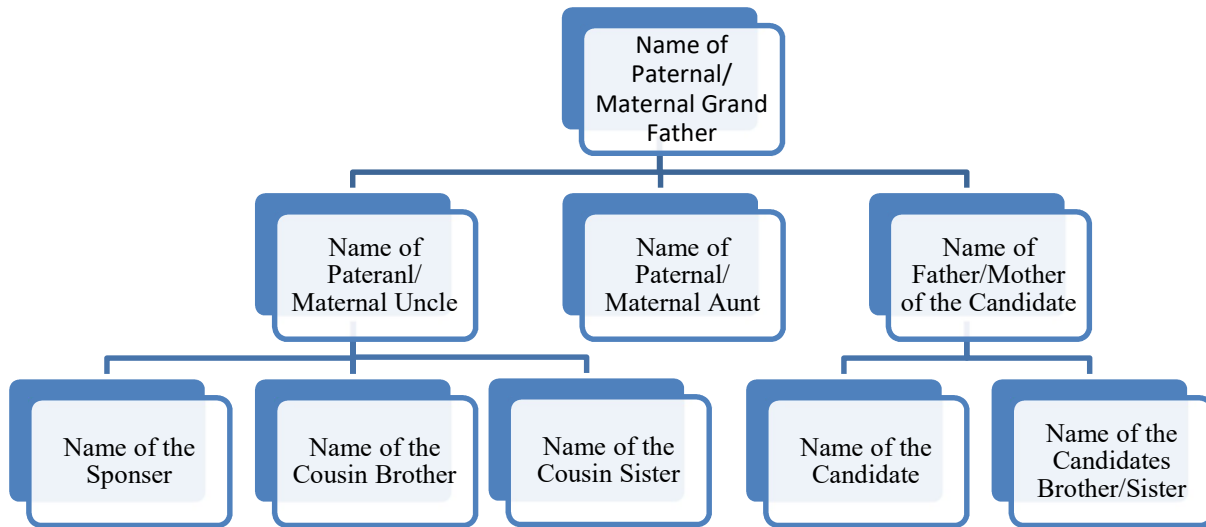 Name of
Paternal/
Maternal Grand
Father
Name of
Pateranl/
Maternal Uncle
Name of
Paternal/
Maternal Aunt
Name of
Father/Mother
of the Candidate
Name of the
Sponser
Name of the
Cousin Brother
Name of the
Cousin Sister
Name of the
Candidate
Name of the
Candidates
Brother/Sister